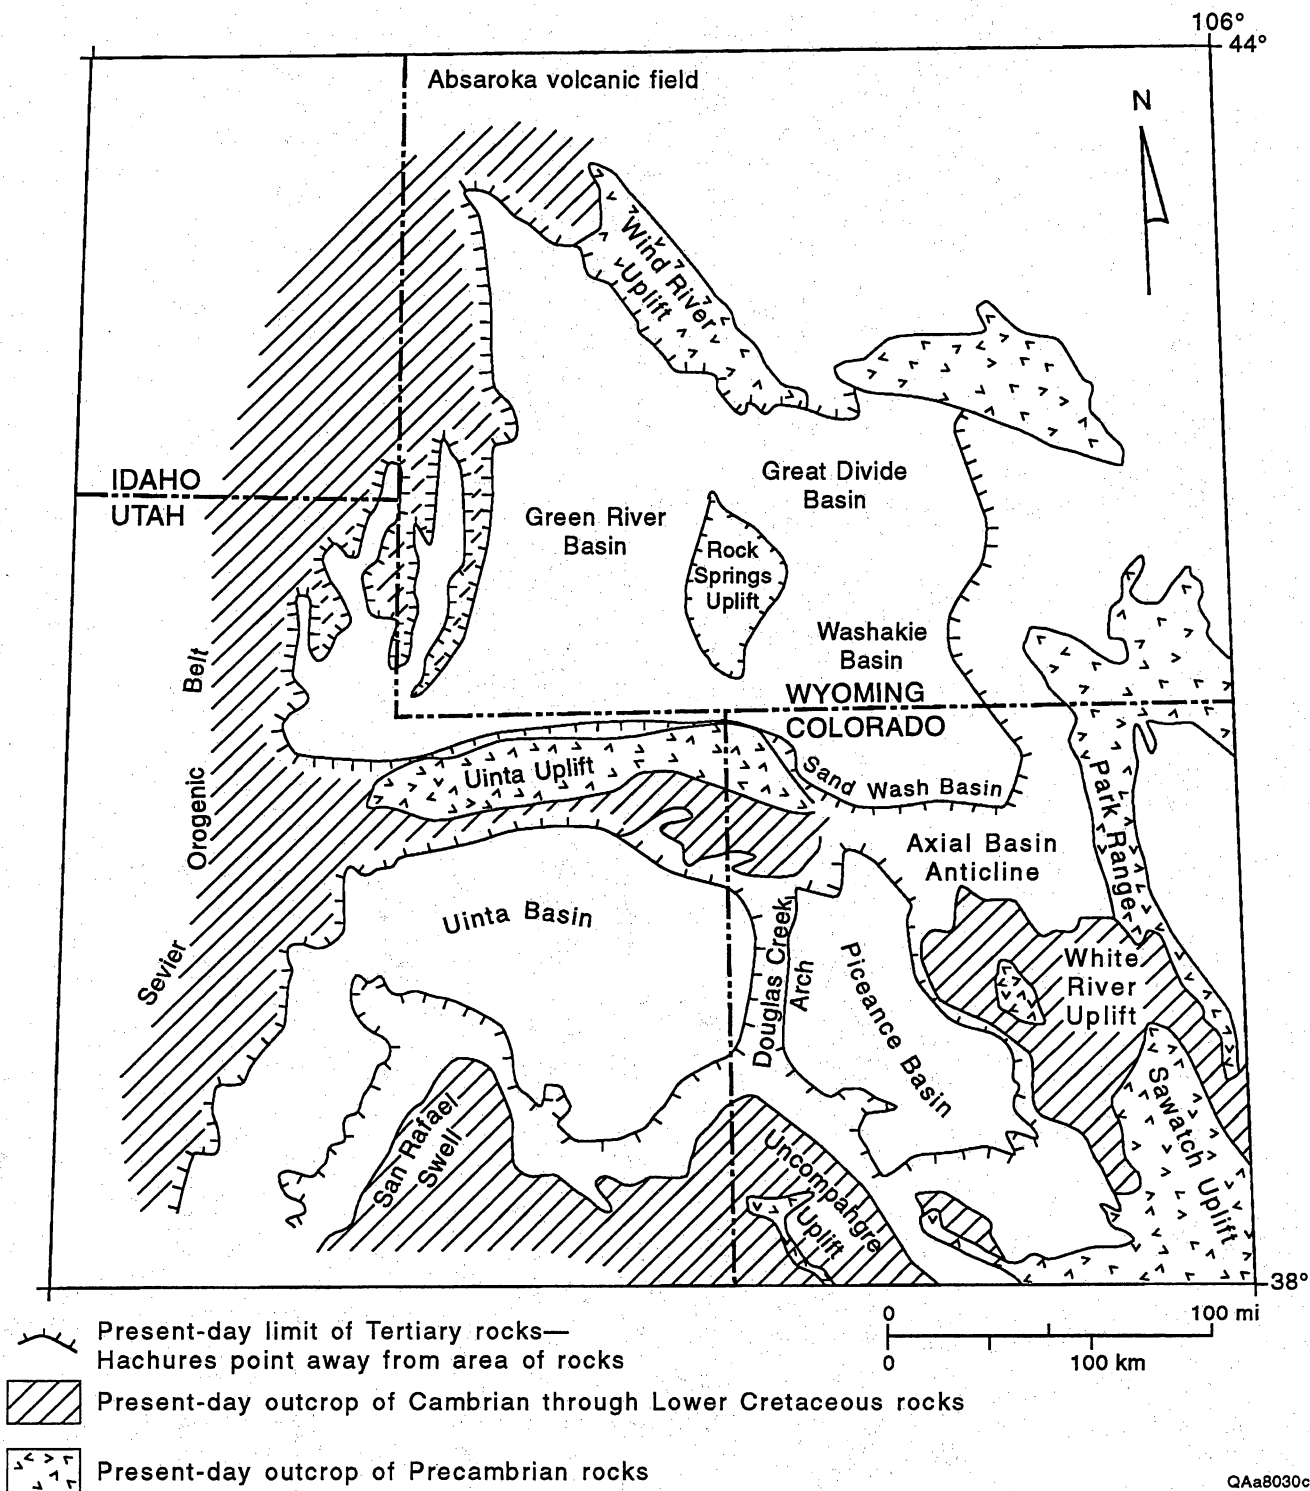 106°
44°
Absaroka volcanic field
N
Wind River
Uplift
IDAHO
UTAH
Great Divide
Basin
Green River
Basin
Rock
Springs
Uplift
Washakie
Basin
WYOMING
COLORADO
Belt
Orogenic
Sevier
Uinta Uplift
Sand Wash Basin
Park Range
Axial Basin
Anticline
Uinta Basin
Douglas Creek
Arch
Piceance Basin
White
River
Uplift
Sawatch Uplift
San Rafael
Swell
Uncompahgre
Uplift
38°
0 100 mi
0 100 km
Present-day limit of Tertiary rocks—
Hachures point away from area of rocks
Present-day outcrop of Cambrian through Lower Cretaceous rocks
Present-day outcrop of Precambrian rocks
QAa8030c